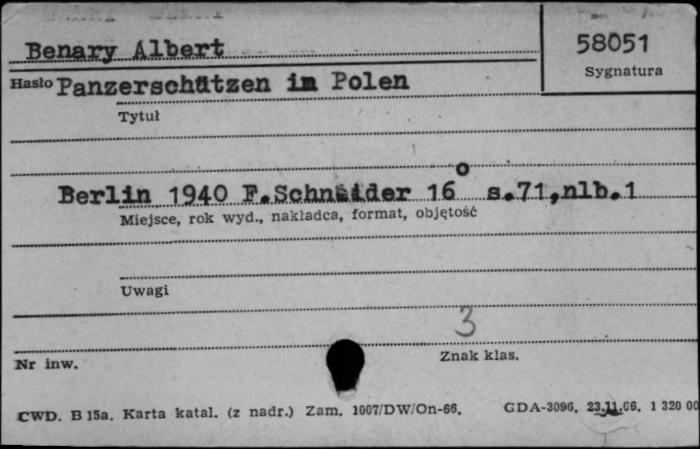 Benary Albert
58051
Sygnatura
Hasło Panzerschützen in Polen
Tytuł
Berlin 1940 F.Schneider 16° s.71,nlb.1
Miejsce, rok wyd., nakładca, format, objętość
Uwagi
3
Nr inw.
Znak klas.
CWD. B 15a. Karta katal. (z nadr.) Zam. 1007/DW/On-66. GDA-3096. 23.11.66. 1 320 00